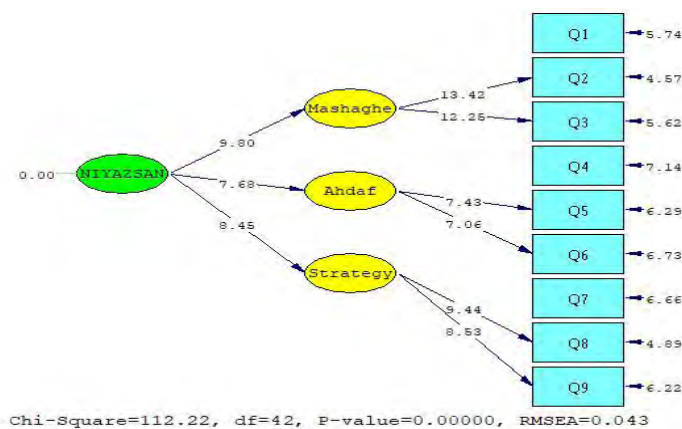 Q1
5.74
Q2
4.57
13.42
Mashaghe
12.25
Q3
5.62
9.80
Q4
7.14
0.00
NIYAZSAN
7.68
Ahdaf
7.43
Q5
6.29
7.06
8.45
Q6
6.73
Strategy
Q7
6.66
9.44
8.53
Q8
4.89
Q9
6.22
Chi-Square=112.22, df=42, P-value=0.00000, RMSEA=0.043